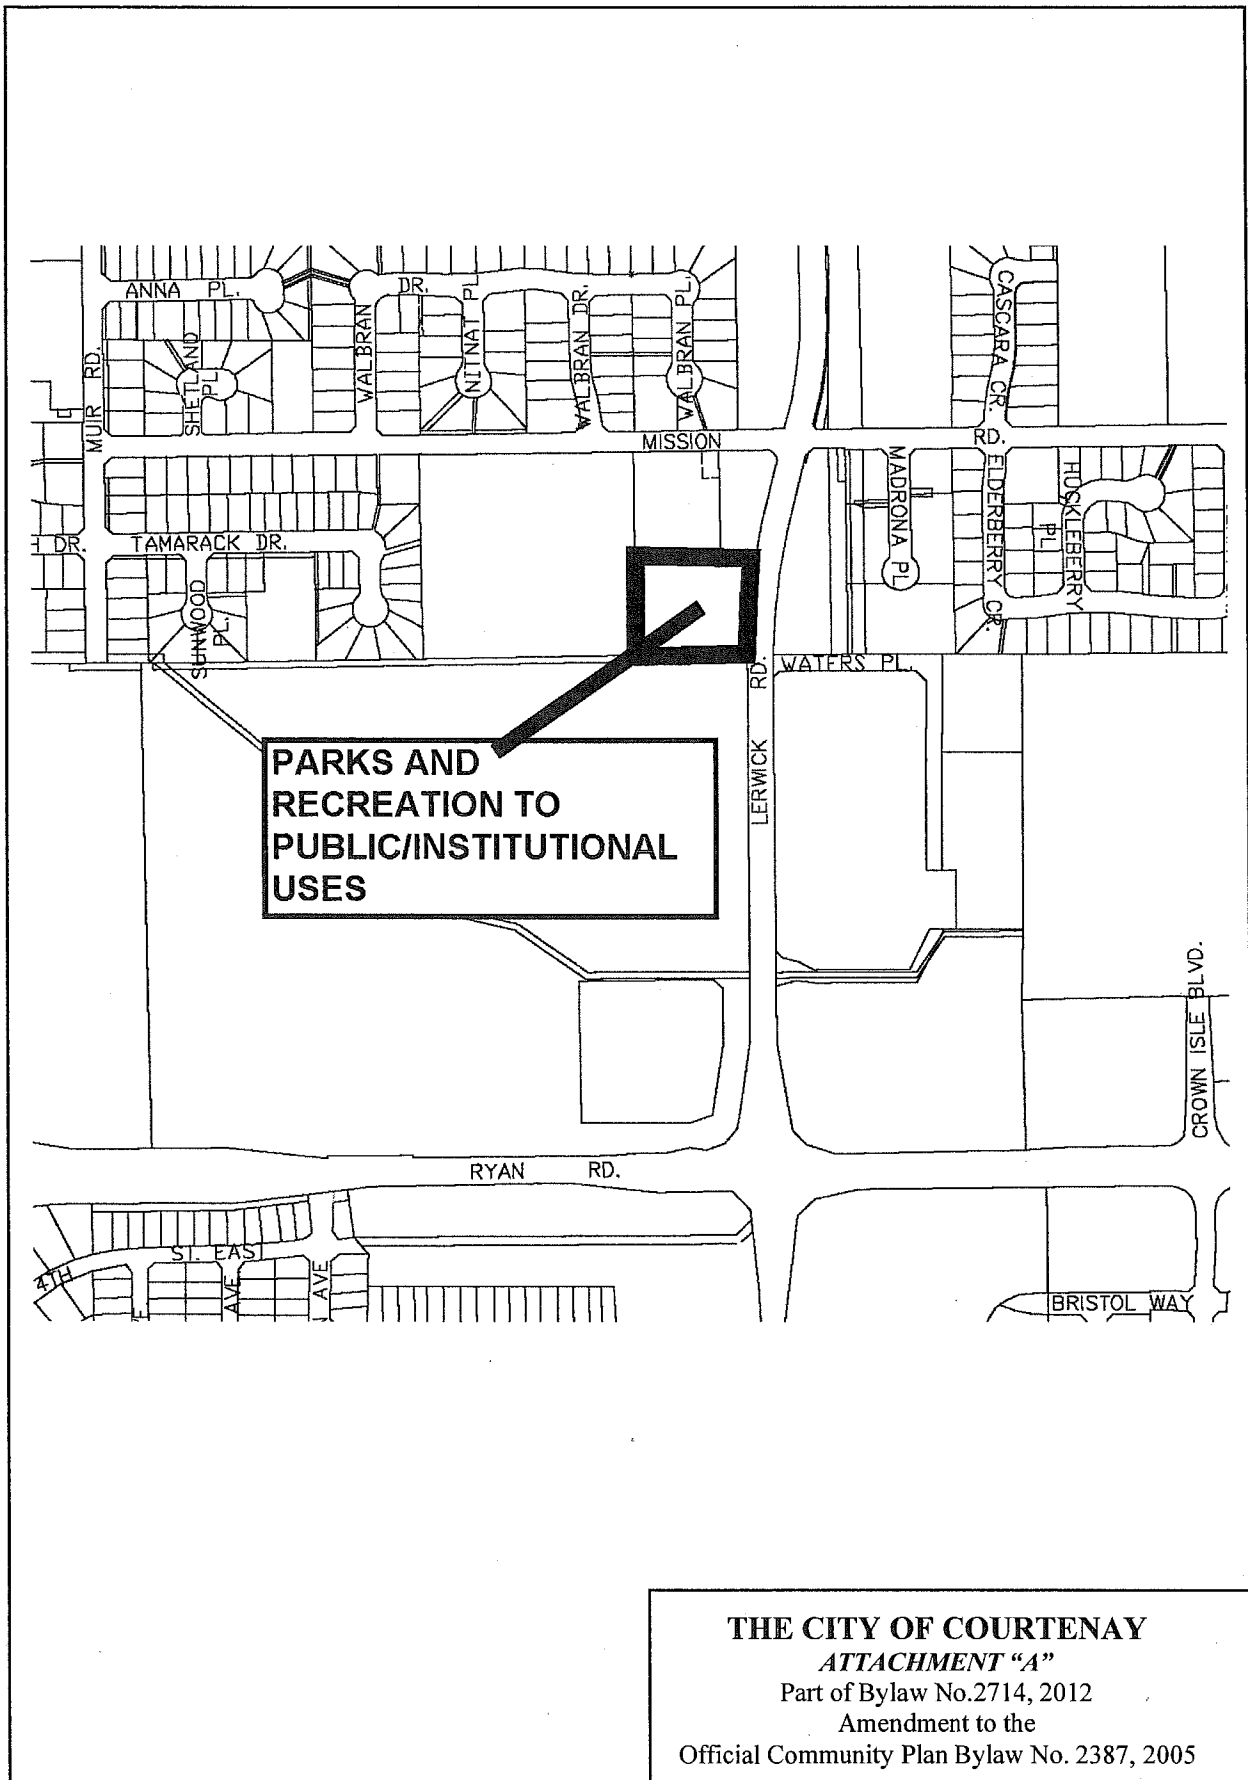 ANNA PL.
DR.
NITNAT PL.
WALBRAN DR.
WALBRAN PL.
WALBRAN
SHETLAND
PL.
MUIR RD.
CASCARA CR.
MISSION
RD.
MADRONA PL.
ELDERBERRY CR.
HUCKLEBERRY
PL.
H DR.
TAMARACK DR.
SUNWOOD
PL.
LERWICK RD.
WATERS PL.
PARKS AND
RECREATION TO
PUBLIC/INSTITUTIONAL
USES
CROWN ISLE BLVD.
RYAN RD.
4TH
ST. EAST
AVE
AVE
BRISTOL WAY
THE CITY OF COURTENAY
ATTACHMENT “A”
Part of Bylaw No.2714, 2012
Amendment to the
Official Community Plan Bylaw No. 2387, 2005